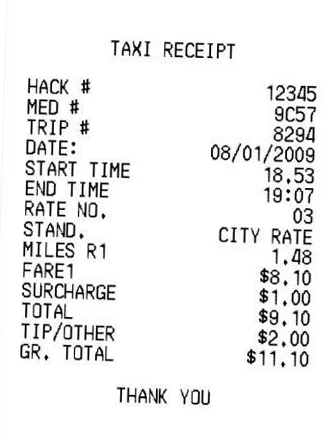 TAXI RECEIPT
HACK # 12345
MED # 9C57
TRIP # 8294
DATE: 08/01/2009
START TIME 18.53
END TIME 19:07
RATE NO. 03
STAND. CITY RATE
MILES R1 1.48
FARE1 $8.10
SURCHARGE $1.00
TOTAL $9.10
TIP/OTHER $2.00
GR. TOTAL $11.10
THANK YOU